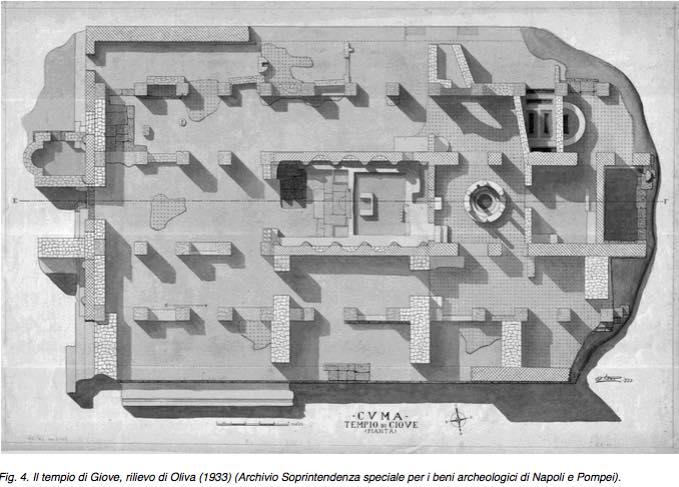 E
Γ
- CVMA -
TEMPIO DI GIOVE
(PIANTA)
Fig. 4. Il tempio di Giove, rilievo di Oliva (1933) (Archivio Soprintendenza speciale per i beni archeologici di Napoli e Pompei).